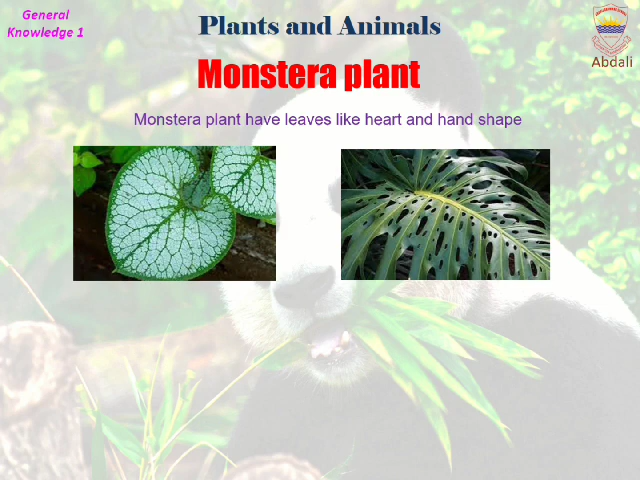 General
Knowledge 1
Plants and Animals
Abdali
Monstera plant
Monstera plant have leaves like heart and hand shape